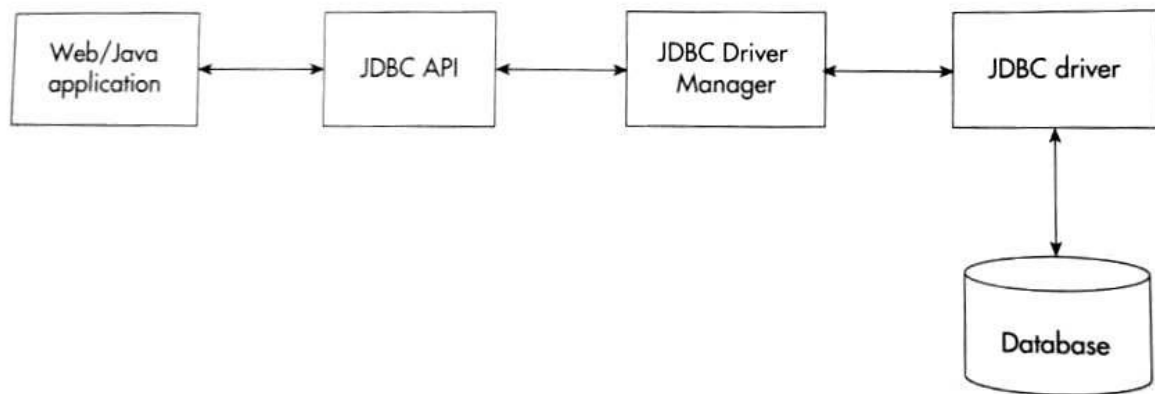 Web/Java
application
JDBC API
JDBC Driver
Manager
JDBC driver
Database